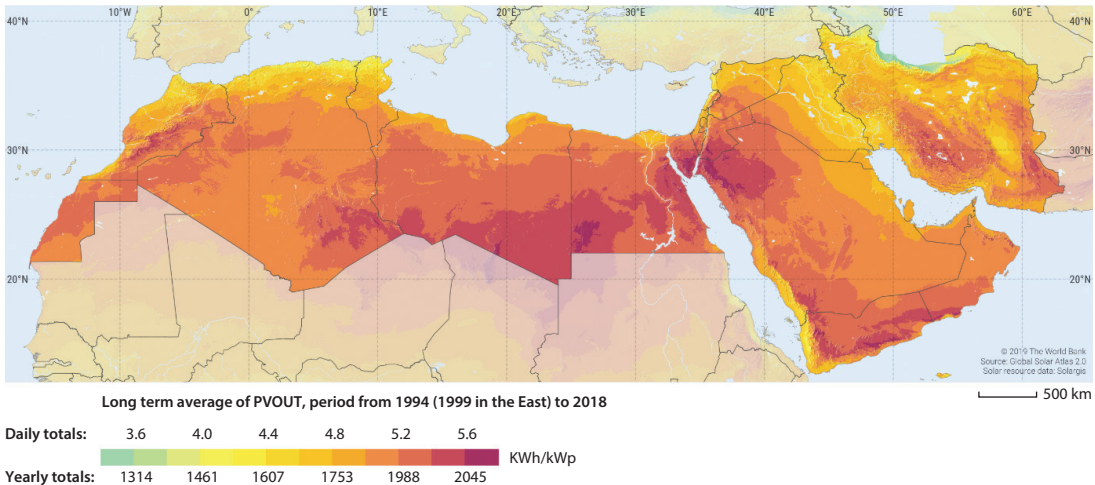 10°W 0° 10°E 20°E 30°E 40°E 50°E 60°E
40°N 40°N
30°N 30°N
20°N 20°N
© 2019 The World Bank
Source: Global Solar Atlas 2.0
Solar resource data: Solargis
500 km
Long term average of PVOUT, period from 1994 (1999 in the East) to 2018
Daily totals: 3.6 4.0 4.4 4.8 5.2 5.6
KWh/kWp
Yearly totals: 1314 1461 1607 1753 1988 2045